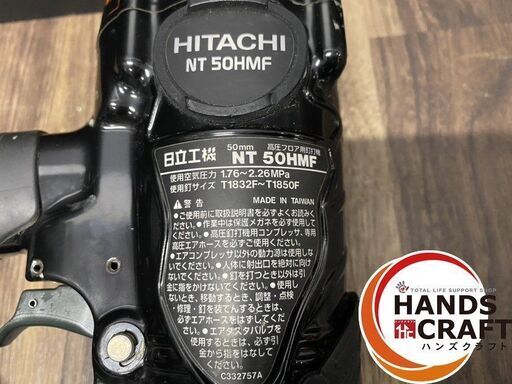 HITACHI
NT 50HMF
日立工機
50mm 高圧フロア用釘打機
NT 50HMF
使用空気圧力 1.76～2.26MPa
使用釘サイズ T1832F～T1850F
警告
MADE IN TAIWAN
●ご使用前に取扱説明書を必ずよくお読みく
ださい。●作業中は保護メガネを必ず使用し
てください。●高圧釘打機用コンプレッサ、専用
高圧エアホースを必ずご使用ください。
●エアコンプレッサ以外の動力源は使用しな
いでください。●人体に射出口を絶対に向け
ないでください。●釘を打つとき以外は引
金に指をかけないでください。●使用し
ないとき、移動するとき、調整・点検
・修理・釘を装てんするときは、
必ずエアホースをはずしてくださ
い。●エアダスタバルブを
使用するときは、必ず引
金から指をはなして
ください。
C332757A
TOTAL LIFE SUPPORT SHOP
HANDS
CRAFT
ハンズクラフト